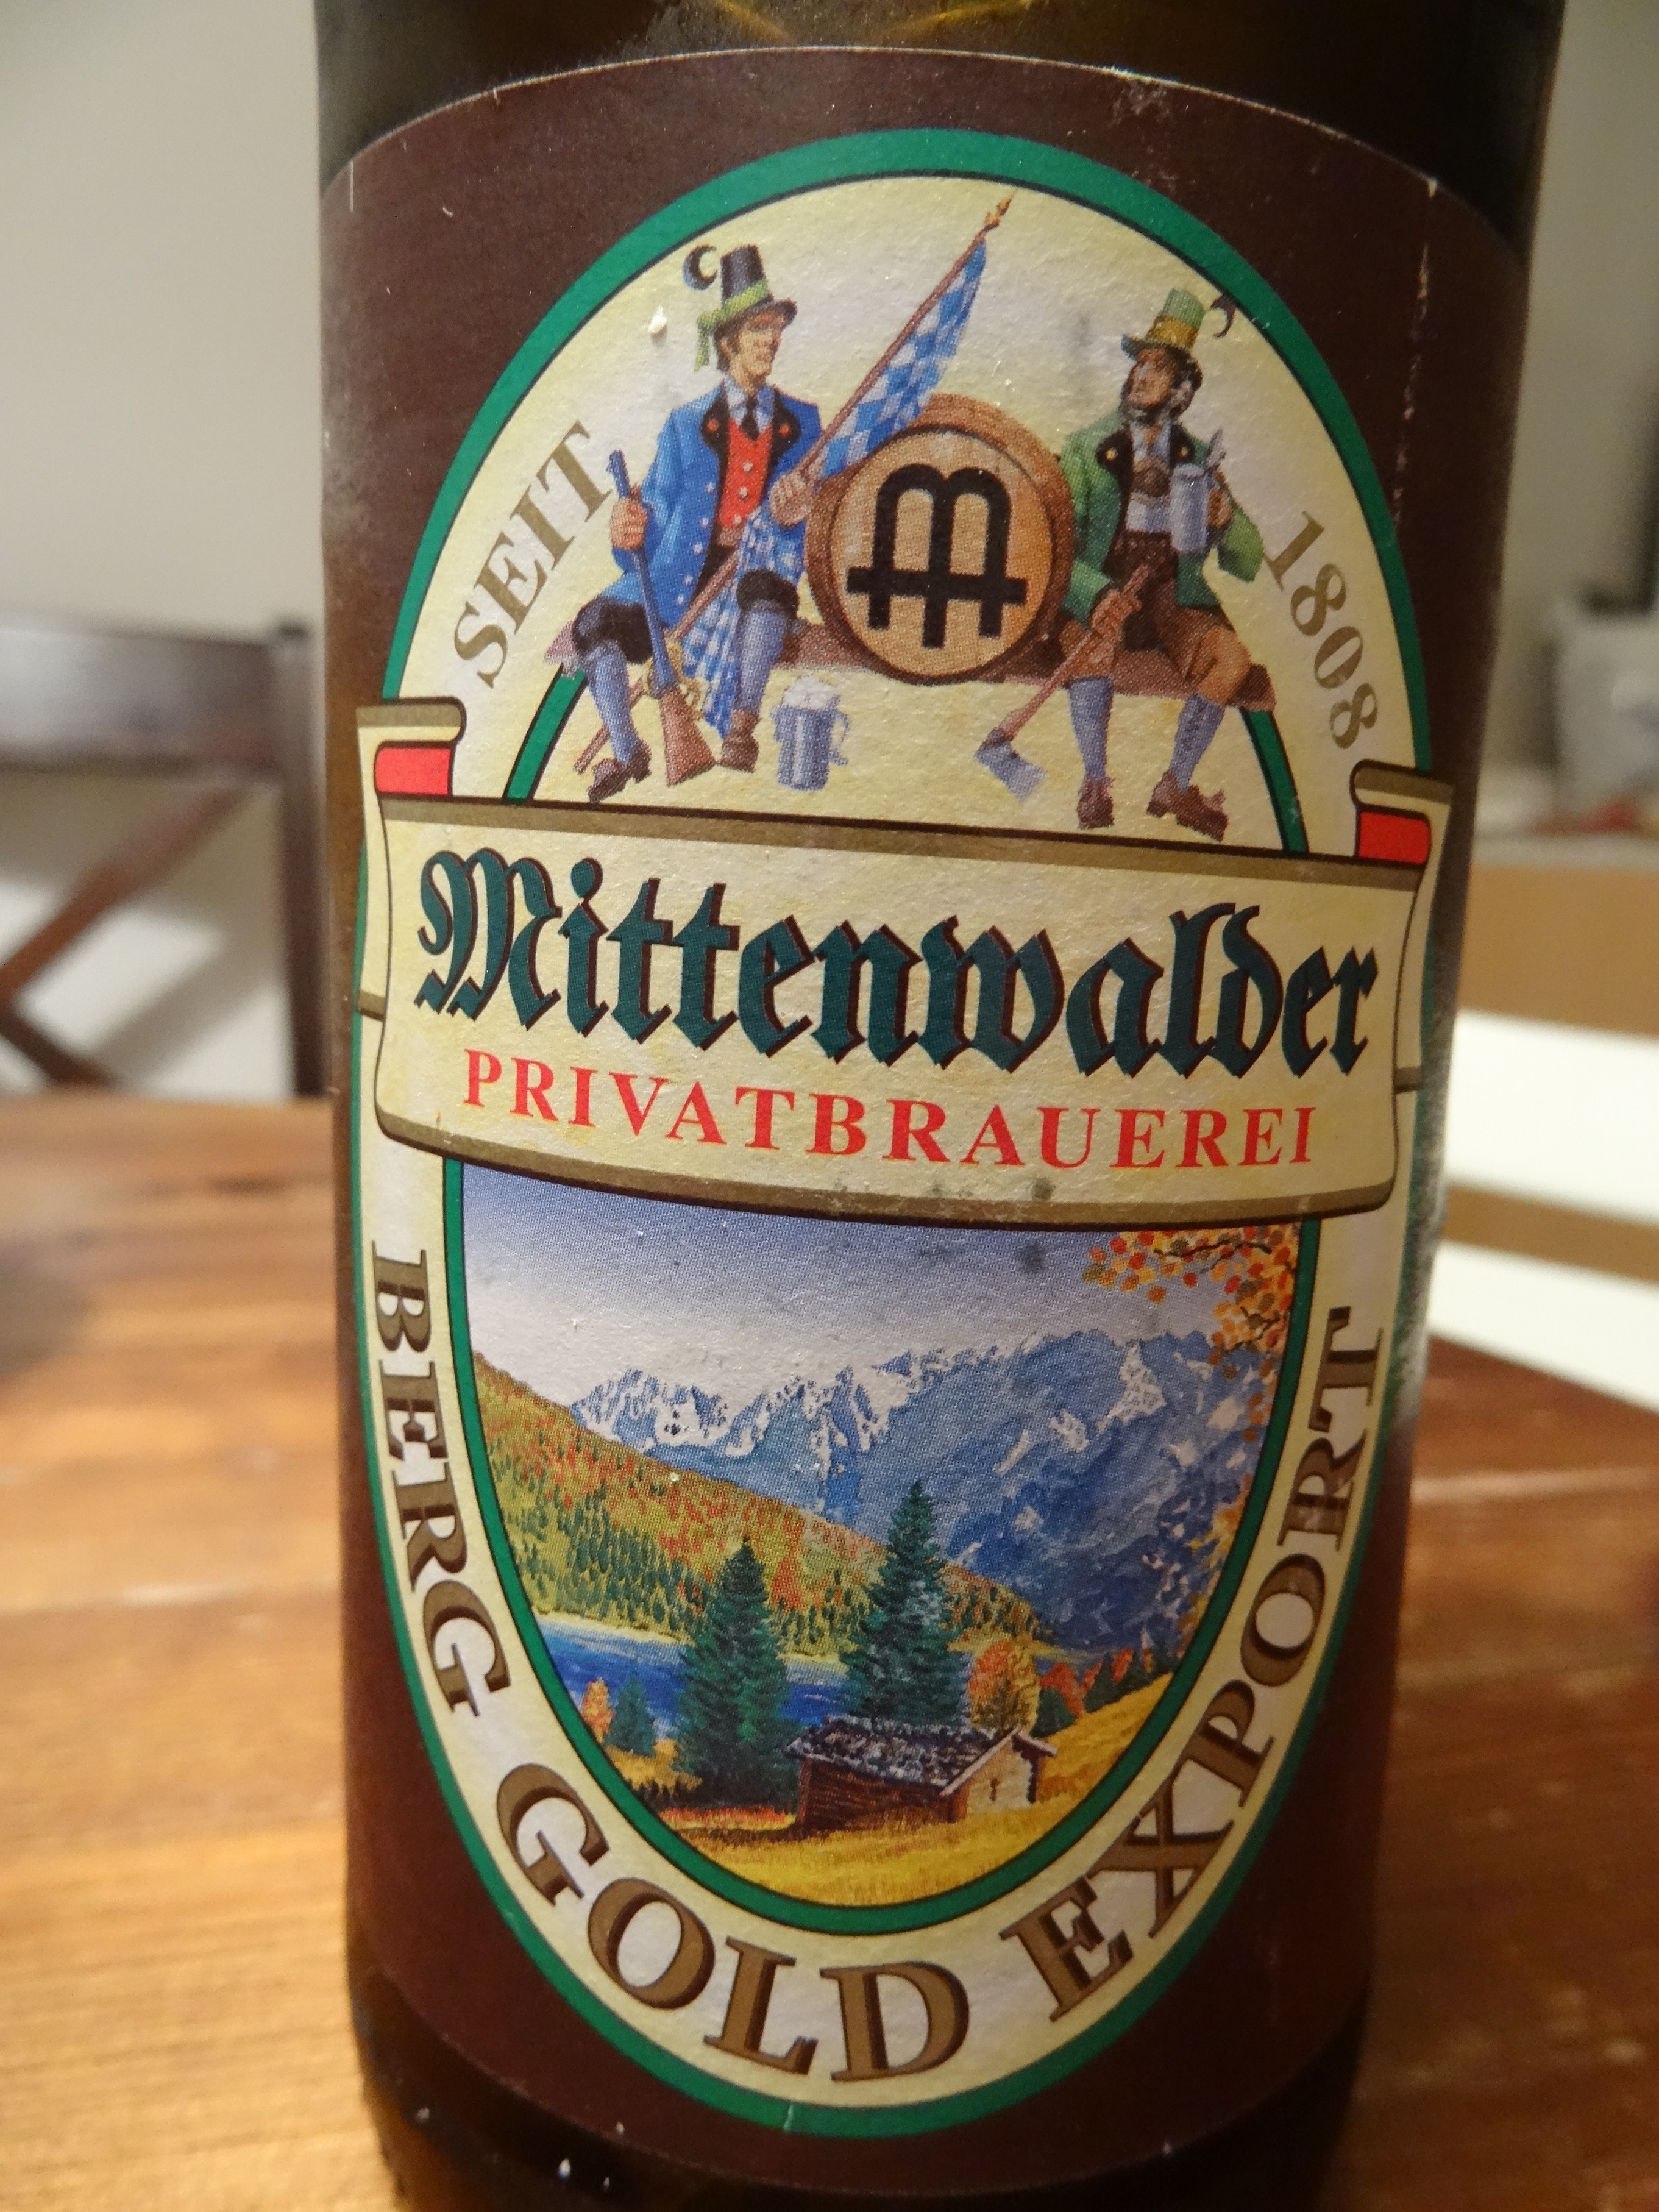 SEIT 1808
Mittenwalder
PRIVATBRAUEREI
BERG GOLD EXPORT